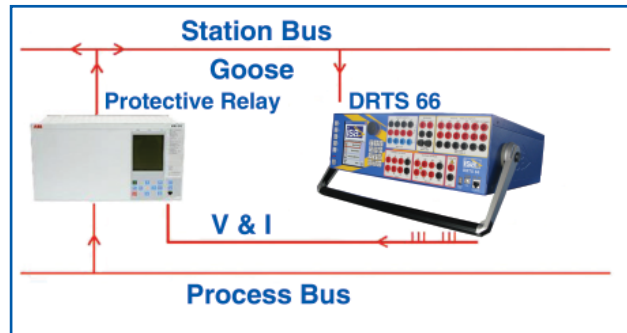 Station Bus
Goose
Protective Relay
DRTS 66
V & I
Process Bus